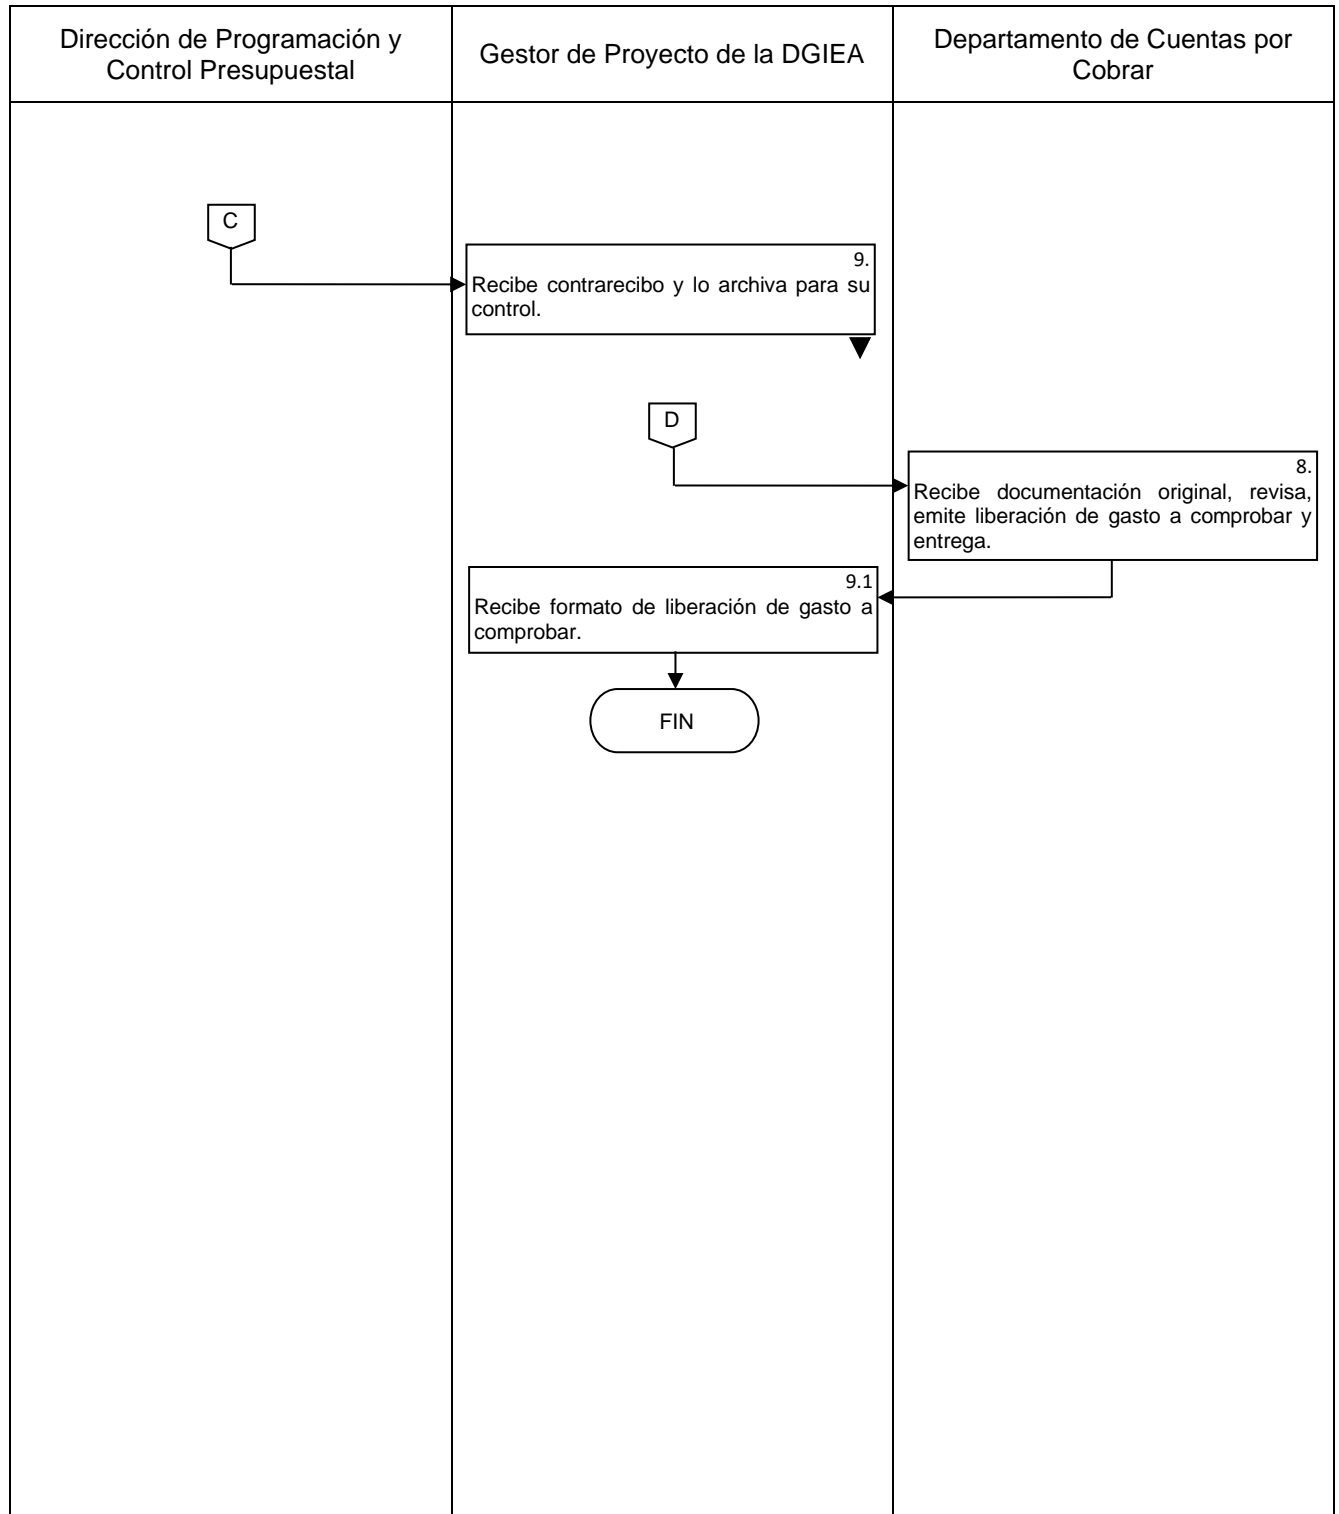 Dirección de Programación y
Control Presupuestal
Gestor de Proyecto de la DGIEA
Departamento de Cuentas por
Cobrar
C
9.
Recibe contrarecibo y lo archiva para su
control.
D
8.
Recibe documentación original, revisa,
emite liberación de gasto a comprobar y
entrega.
9.1
Recibe formato de liberación de gasto a
comprobar.
FIN